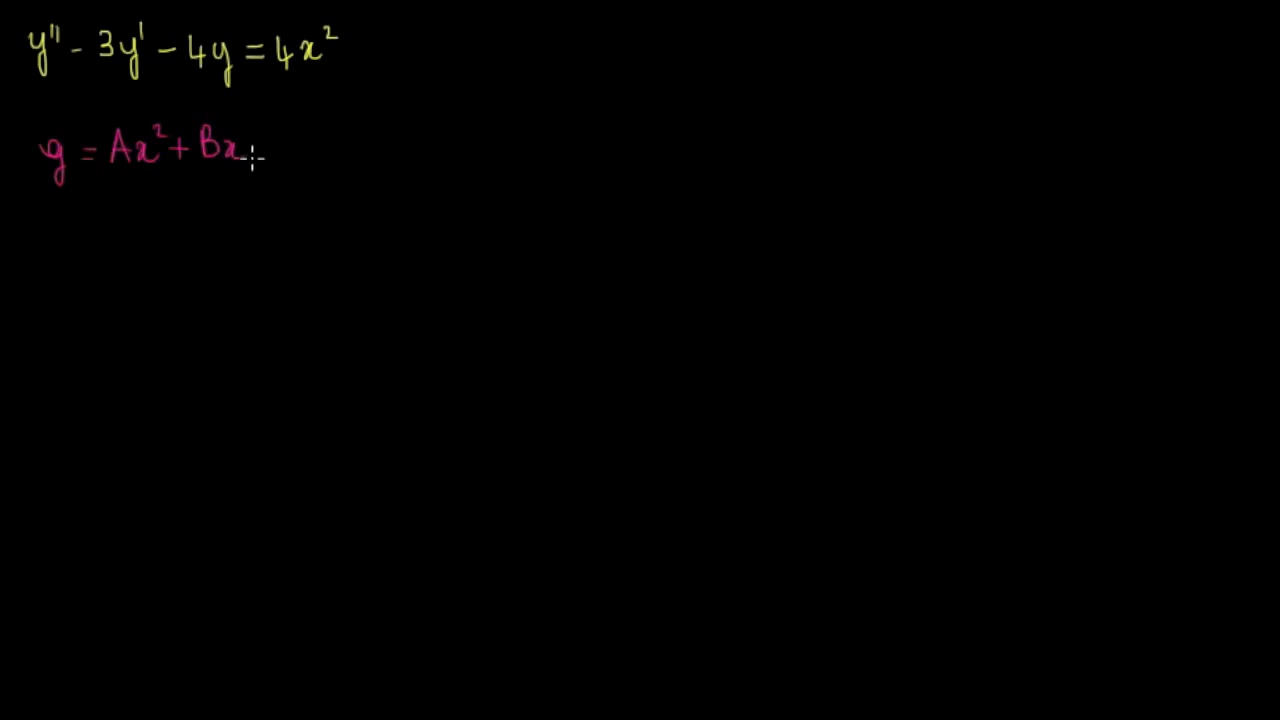 y'' - 3y' - 4y = 4x²
y = Ax² + Bx